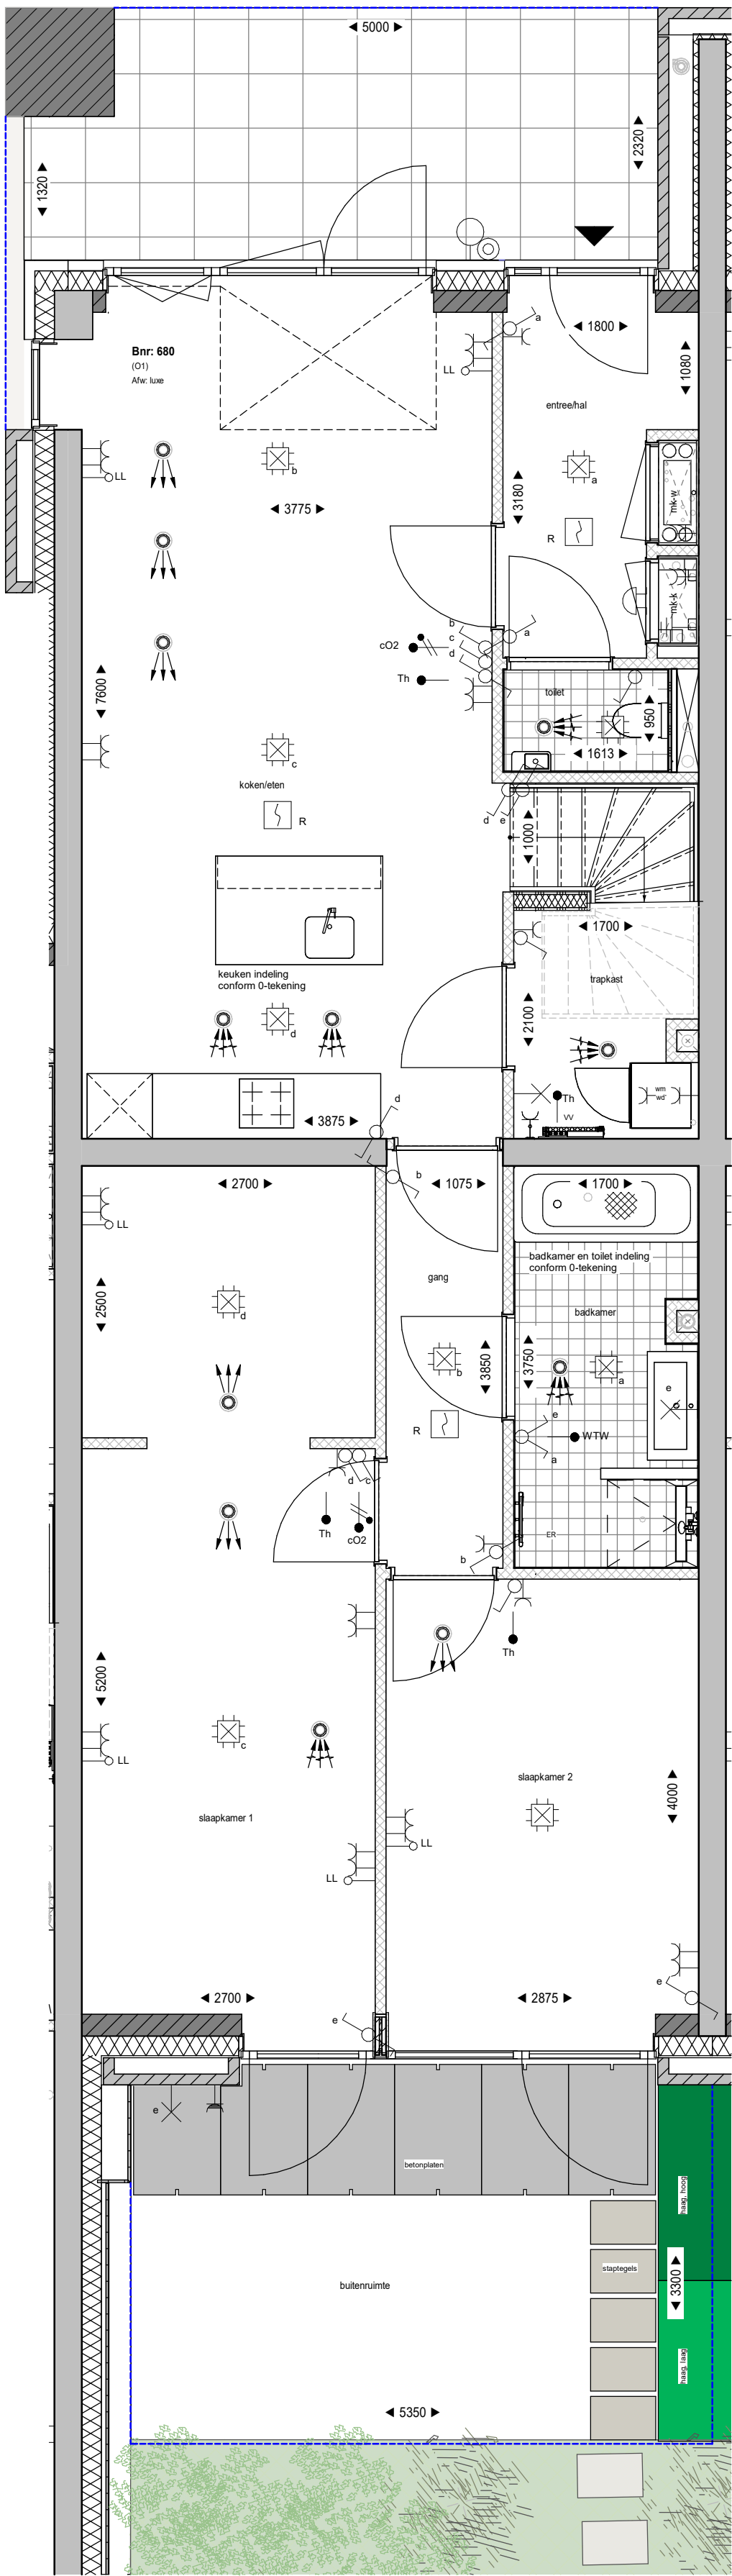 5000
1320
2320
Bnr: 680
(O1)
Afw: luxe
a
1800
1080
LL
entree/hal
LL
b
a
mk-w
3775
3180
R
mk-k
b
c
d
a
cO2
Th
7600
toilet
950
1613
c
koken/eten
R
d
e
1000
1700
keuken indeling
conform 0-tekening
trapkast
d
2100
Th
VV
wm
wd'
3875
d
2700
b
1075
1700
LL
gang
badkamer en toilet indeling
conform 0-tekening
2500
d
badkamer
b
3850
3750
a
e
R
e
WTW
a
d
c
Th
cO2
b
ER
Th
5200
c
LL
slaapkamer 1
slaapkamer 2
4000
LL
LL
e
2700
2875
e
e
betonplaten
haag, hoog
staptegels
3300
buitenruimte
haag, laag
5350